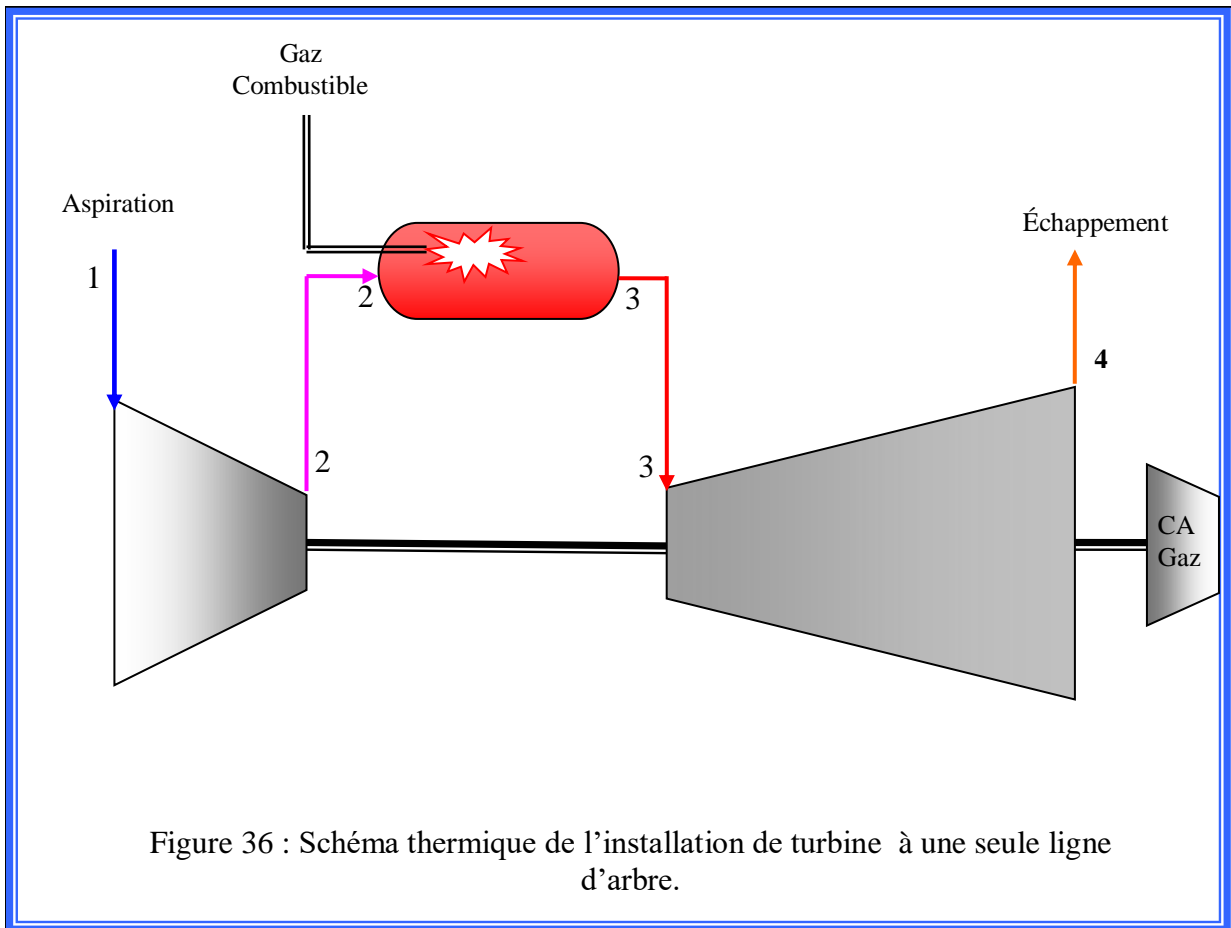 Gaz
Combustible
Aspiration
Échappement
1
2
3
4
2
3
CA
Gaz
Figure 36 : Schéma thermique de l’installation de turbine à une seule ligne
d’arbre.